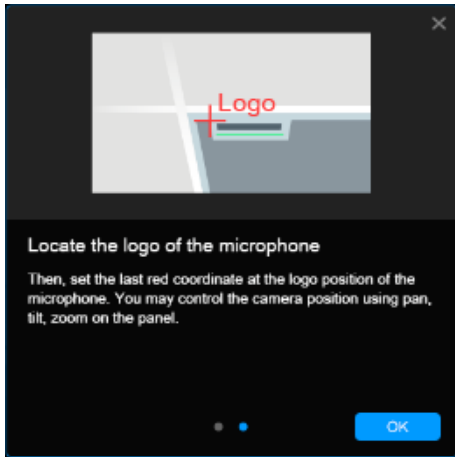 Logo
Locate the logo of the microphone
Then, set the last red coordinate at the logo position of the
microphone. You may control the camera position using pan,
tilt, zoom on the panel.
OK